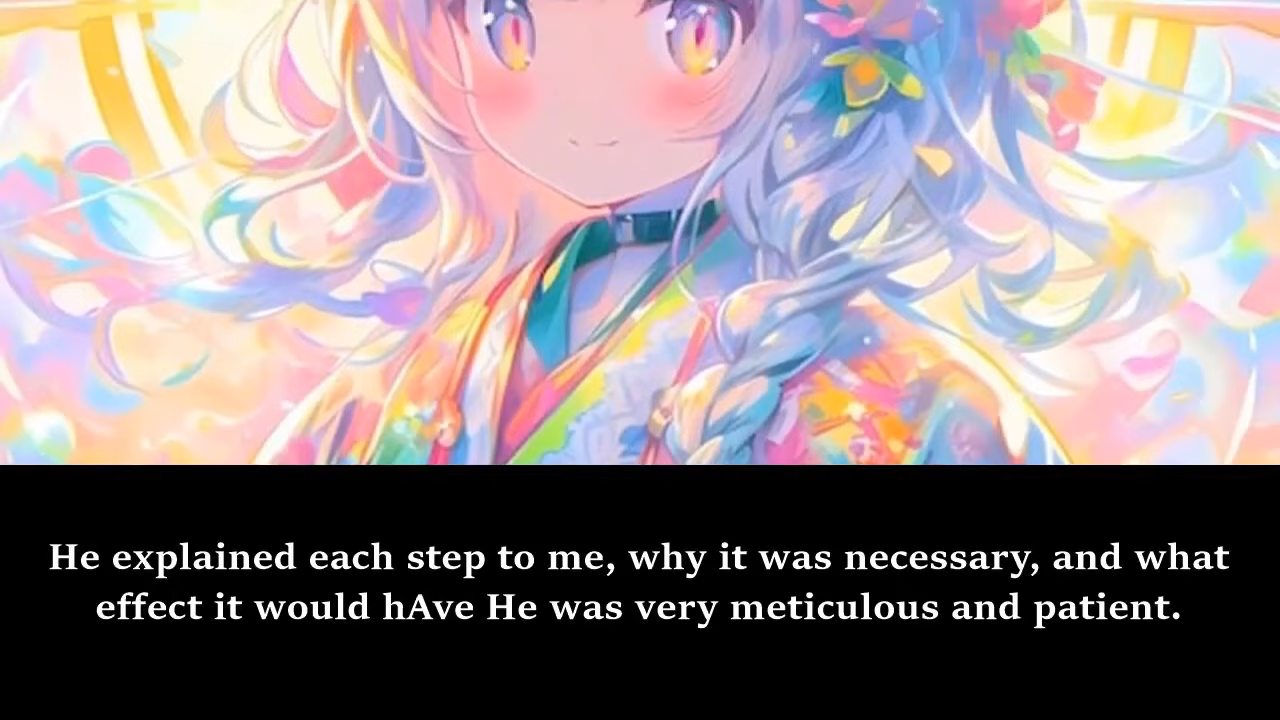 He explained each step to me, why it was necessary, and what
effect it would hAve He was very meticulous and patient.